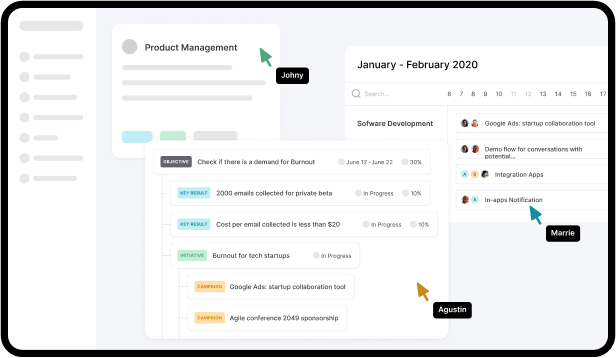 Product Management
Johny
January - February 2020
Search...
6 7 8 9 10 11 12 13 14 15 16 17
Sofware Development
Google Ads: startup collaboration tool
Demo flow for conversations with
potential...
A B Integration Apps
A In-apps Notification
Marrie
OBJECTIVE Check if there is a demand for Burnout June 12 -June 22 30%
KEY RESULT 2000 emails collected for private beta In Progress 10%
KEY RESULT Cost per email collected is less than $20 In Progress 10%
INITIATIVE Burnout for tech startups In Progress
CAMPAIGN Google Ads: startup collaboration tool
CAMPAIGN Agile conference 2049 sponsorship
Agustin